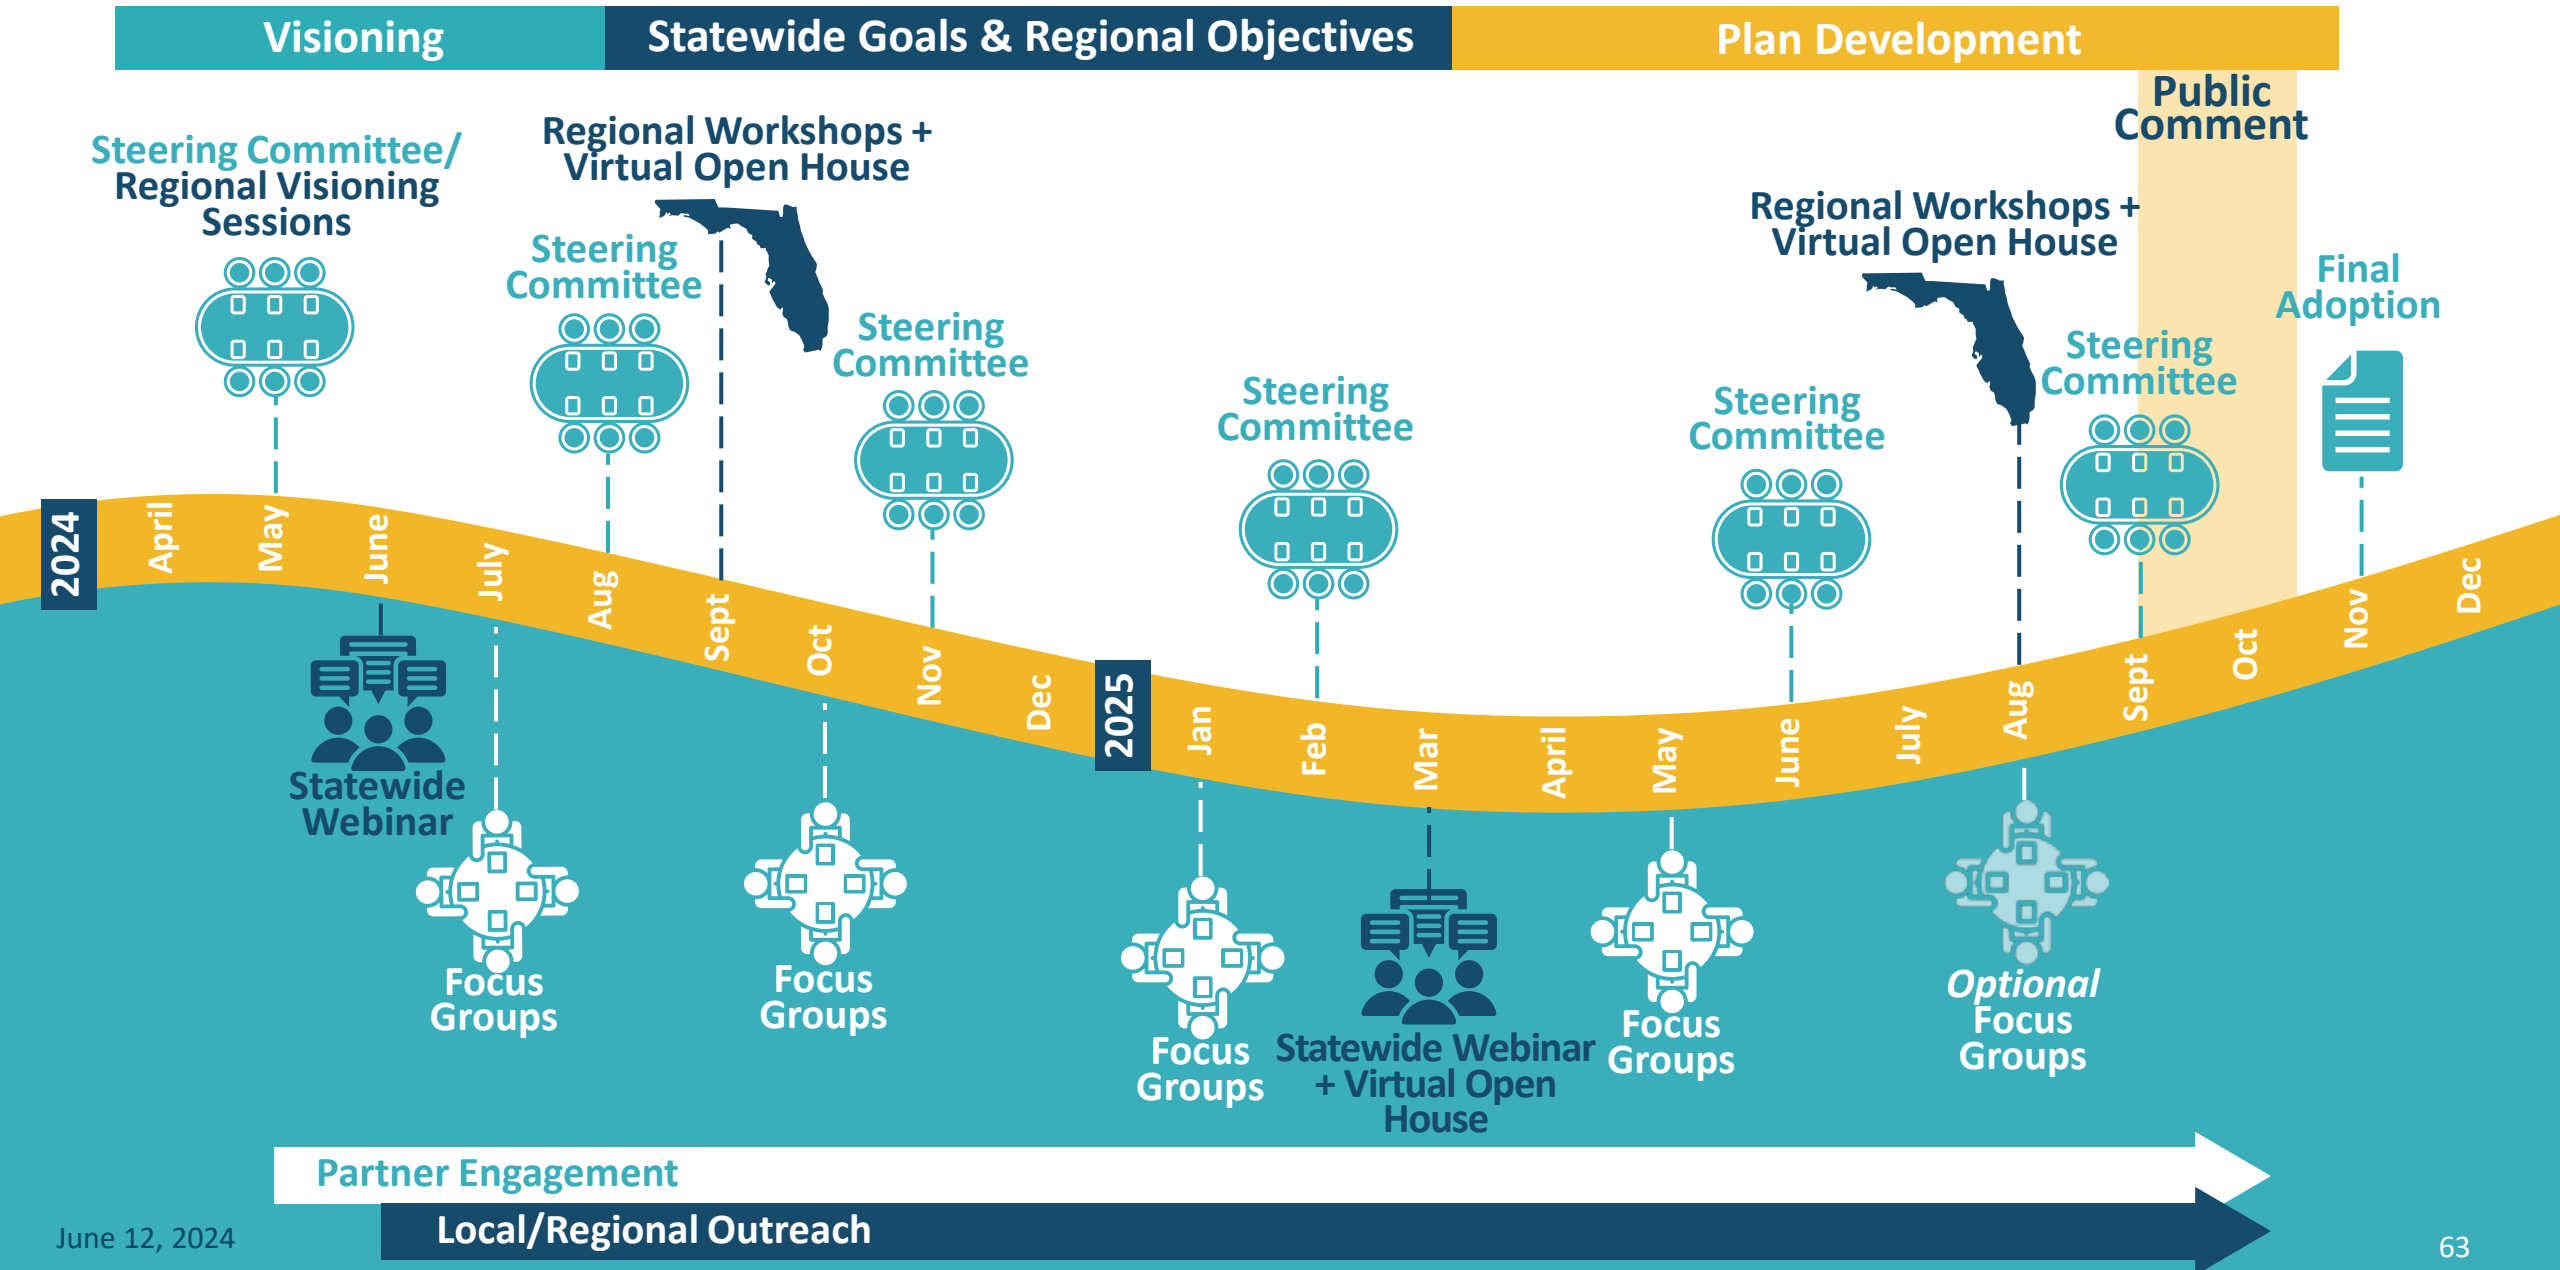 Visioning
Statewide Goals & Regional Objectives
Plan Development
Public
Comment
Steering Committee/
Regional Visioning
Sessions
Regional Workshops +
Virtual Open House
Steering
Committee
Steering
Committee
Steering
Committee
Steering
Committee
Regional Workshops +
Virtual Open House
Steering
Committee
Final
Adoption
2024
April
May
June
July
Aug
Sept
Oct
Nov
Dec
2025
Jan
Feb
Mar
April
May
June
July
Aug
Sept
Oct
Nov
Dec
Statewide
Webinar
Focus
Groups
Focus
Groups
Focus
Groups
Statewide Webinar
+ Virtual Open
House
Focus
Groups
Optional
Focus
Groups
Partner Engagement
Local/Regional Outreach
June 12, 2024
63